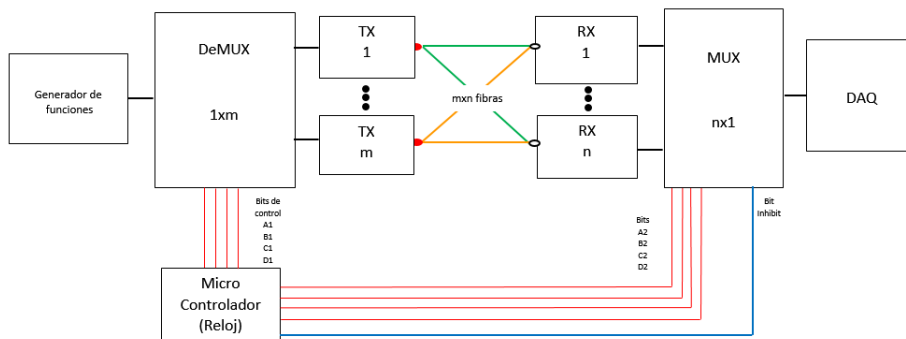 Generador de
funciones
DeMUX
1xm
TX
1
TX
m
mxn fibras
RX
1
RX
n
MUX
nx1
DAQ
Bits de
control
A1
B1
C1
D1
Bits
A2
B2
C2
D2
Bit
Inhibit
Micro
Controlador
(Reloj)